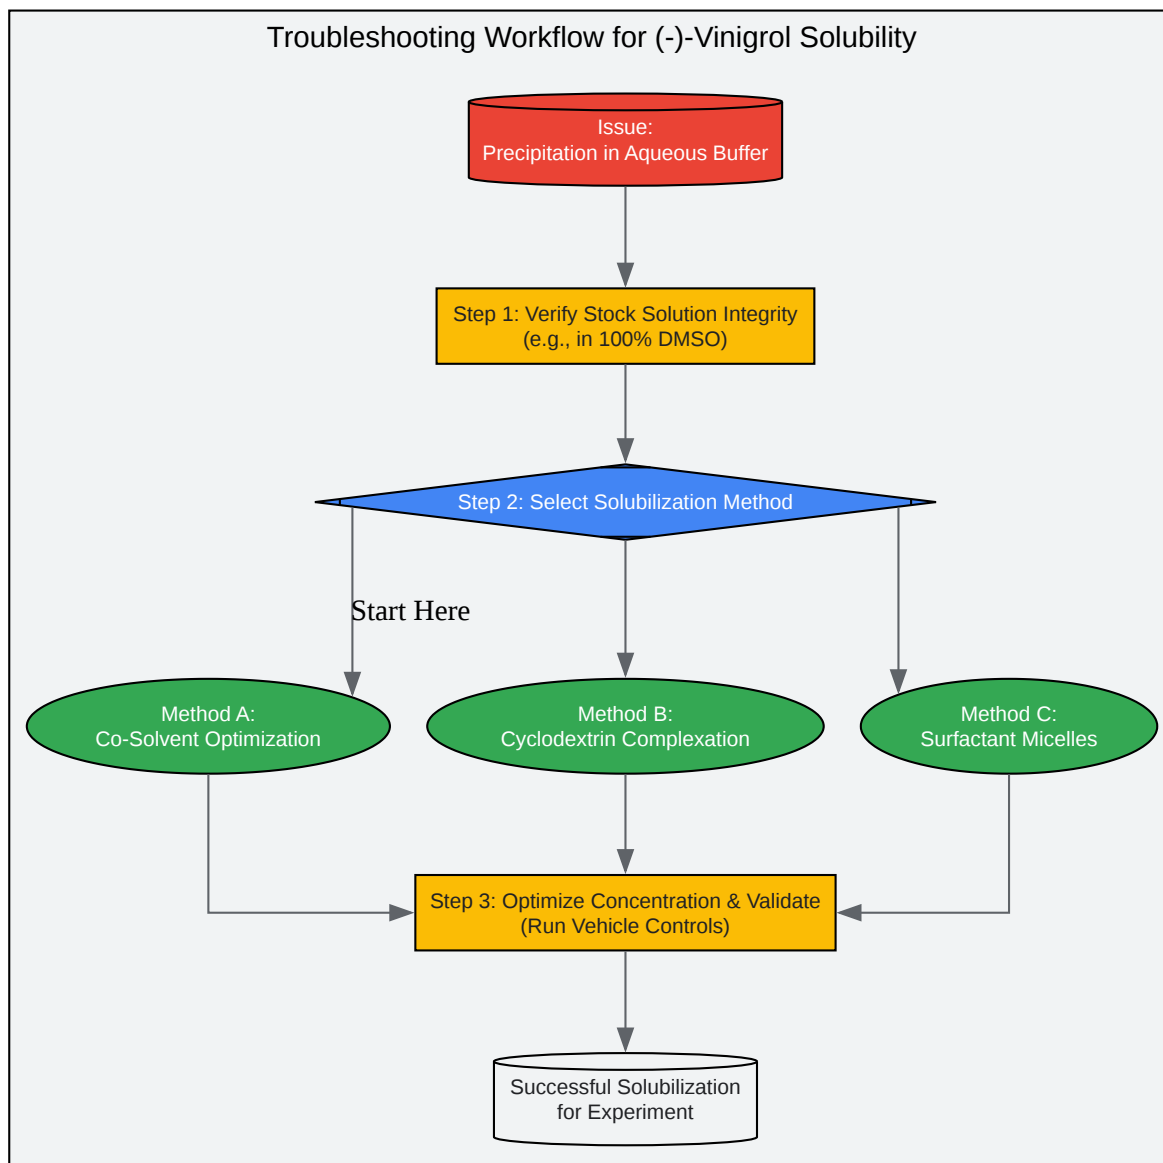 Troubleshooting Workflow for (-)-Vinigrol Solubility
Issue:
Precipitation in Aqueous Buffer
Step 1: Verify Stock Solution Integrity
(e.g., in 100% DMSO)
Step 2: Select Solubilization Method
Start Here
Method A:
Co-Solvent Optimization
Method B:
Cyclodextrin Complexation
Method C:
Surfactant Micelles
Step 3: Optimize Concentration & Validate
(Run Vehicle Controls)
Successful Solubilization
for Experiment